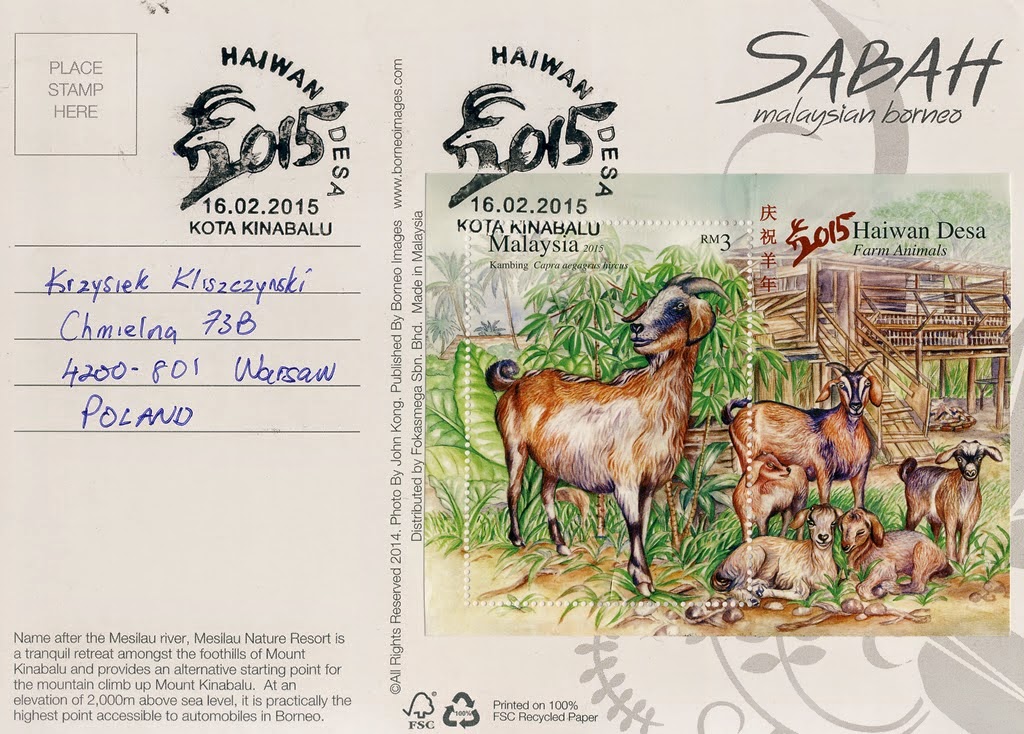 PLACE
STAMP
HERE
HAIWAN DESA
2015
16.02.2015
KOTA KINABALU
HAIWAN DESA
2015
16.02.2015
KOTA KINABALU
SABAH
malaysian borneo
Krzysiek Kliszczynski
Chmielna 73B
4200-801 Warsaw
POLAND
Name after the Mesilau river, Mesilau Nature Resort is
a tranquil retreat amongst the foothills of Mount
Kinabalu and provides an alternative starting point for
the mountain climb up Mount Kinabalu. At an
elevation of 2,000m above sea level, it is practically the
highest point accessible to automobiles in Borneo.
©All Rights Reserved 2014. Photo By John Kong. Published By Borneo Images www.borneoimages.com
Distributed by Fokasmega Sbn. Bhd. Made in Malaysia
Malaysia 2015
RM3
Kambing Capra aegagrus hircus
庆祝羊年
2015 Haiwan Desa
Farm Animals
FSC
100%
Printed on 100%
FSC Recycled Paper